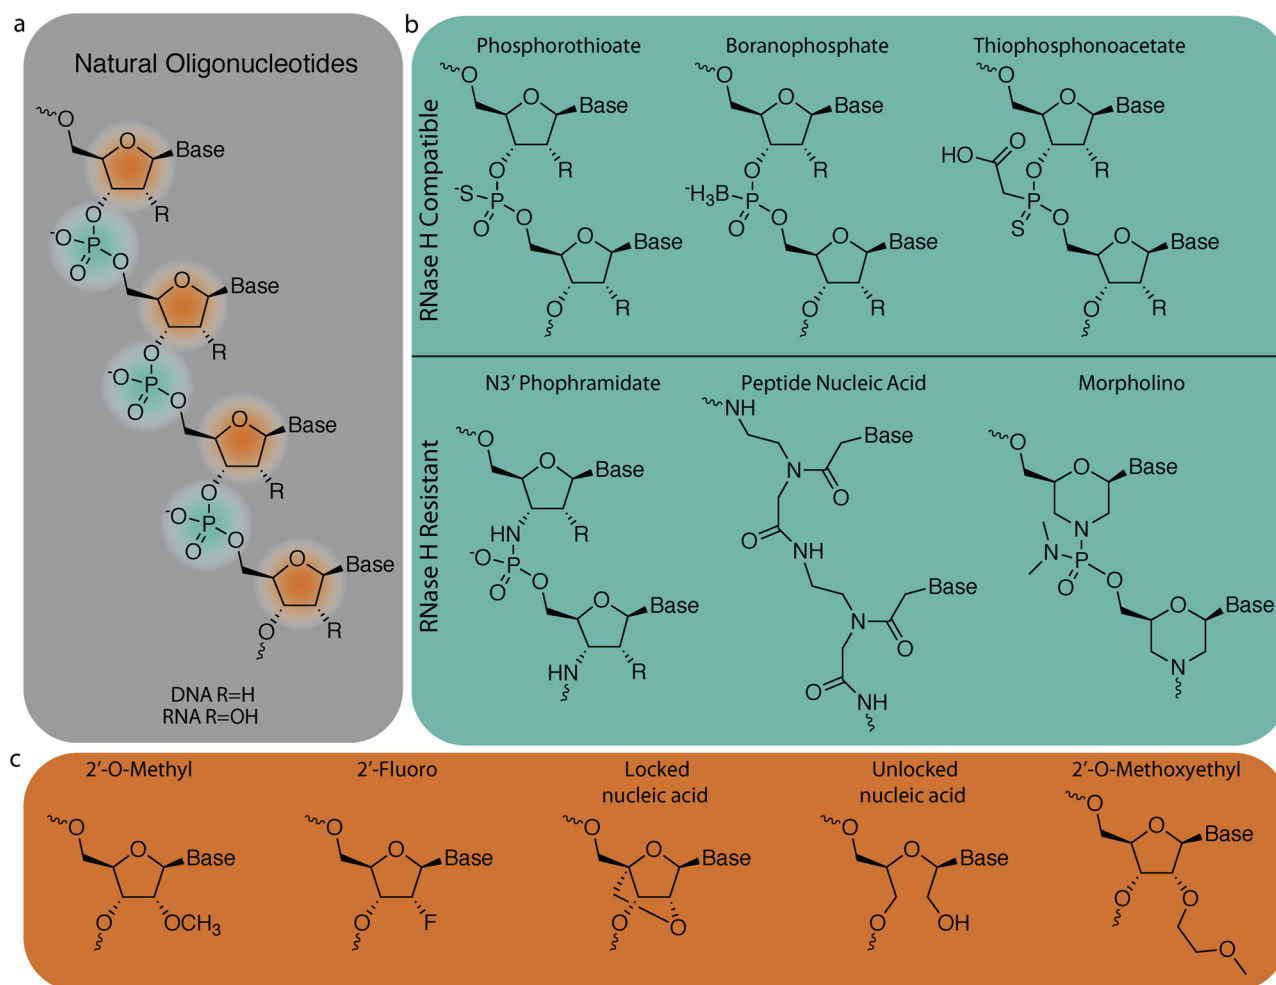 a
Natural Oligonucleotides
O
O
Base
O
R
-O
P
O
O
O
Base
O
R
-O
P
O
O
O
Base
O
R
-O
P
O
O
O
Base
O
R
DNA R=H
RNA R=OH
b
RNase H Compatible
Phosphorothioate
O
O
Base
O
R
-S
P
O
O
O
Base
O
R
Boranophosphate
O
O
Base
O
R
-H3B
P
O
O
O
Base
O
R
Thiophosphonoacetate
O
O
Base
HO
O
O
R
P
S
O
O
Base
O
R
RNase H Resistant
N3′ Phophramidate
O
O
Base
HN
R
-O
P
O
O
O
Base
HN
R
Peptide Nucleic Acid
NH
Base
N
O
O
NH
Base
N
O
O
NH
Morpholino
O
O
Base
N
N
P
O
O
O
Base
N
c
2′-O-Methyl
O
O
Base
O
OCH3
2′-Fluoro
O
O
Base
O
F
Locked
nucleic acid
O
O
Base
O
O
Unlocked
nucleic acid
O
O
Base
O
OH
2′-O-Methoxyethyl
O
O
Base
O
O
O